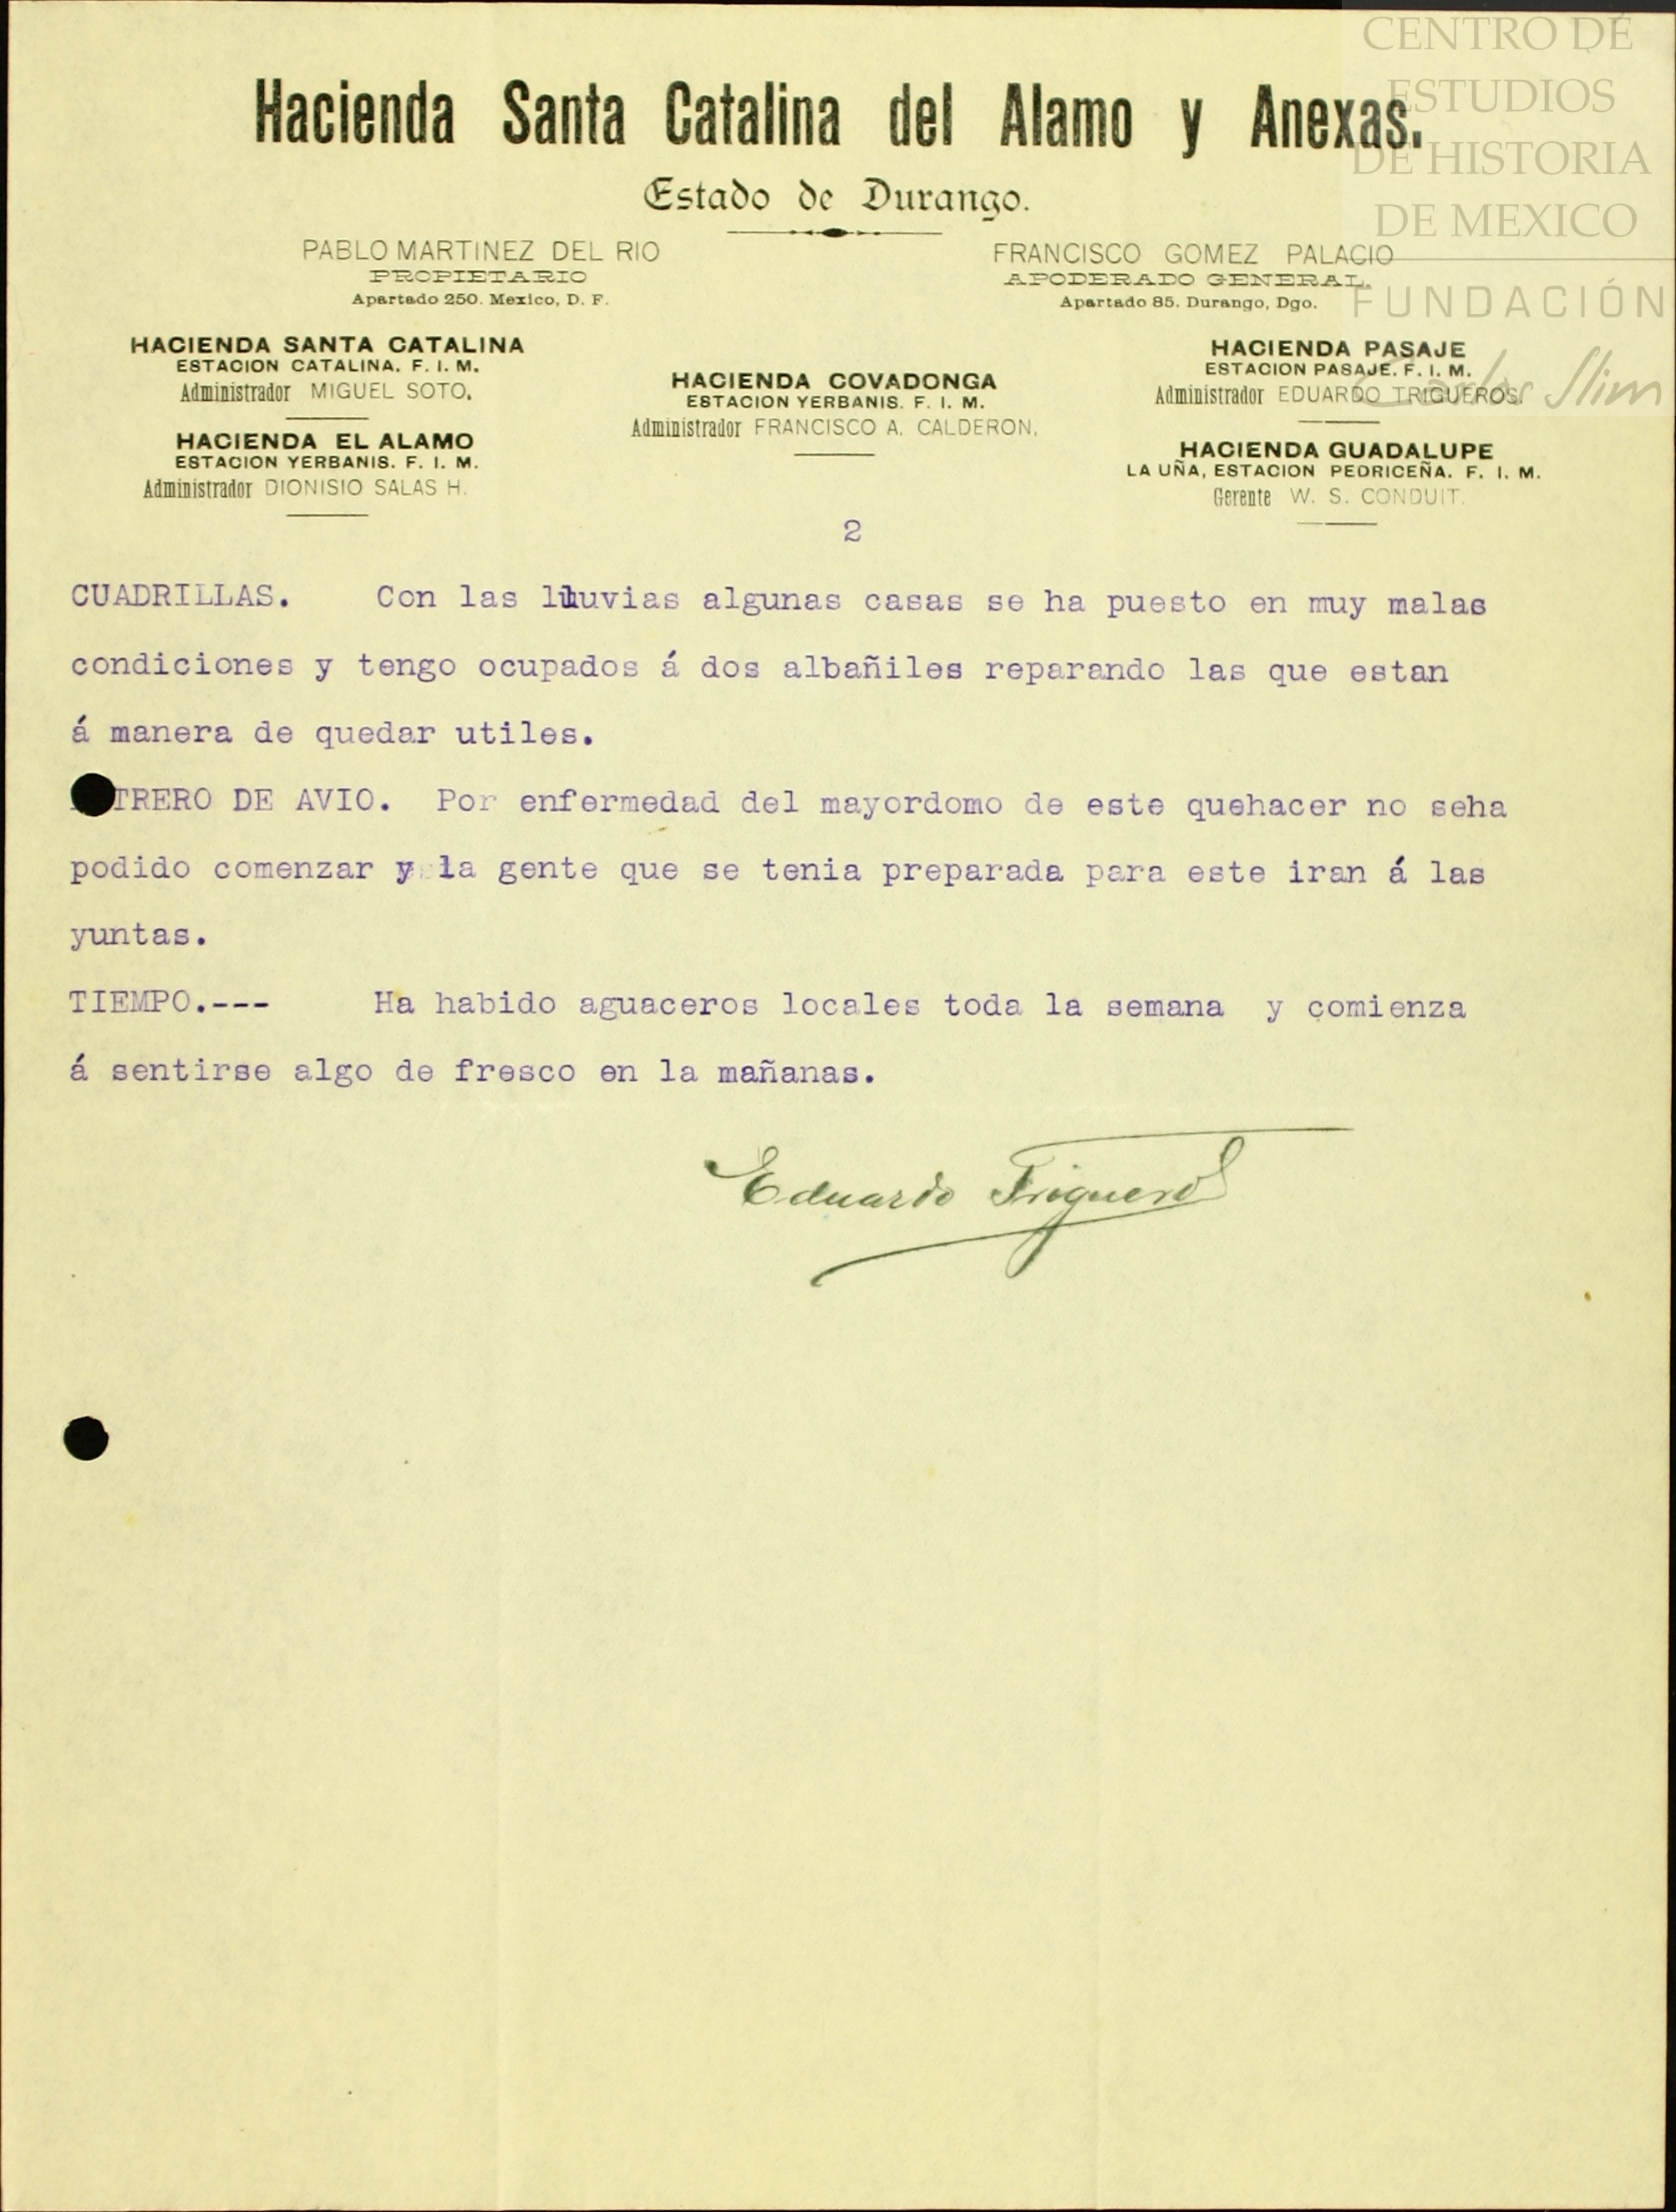 CENTRO DE
ESTUDIOS
DE HISTORIA
DE MEXICO
FUNDACIÓN
Carlos Slim
Hacienda Santa Catalina del Alamo y Anexas.
Estado de Durango.
PABLO MARTINEZ DEL RIO
PROPIETARIO
Apartado 250. Mexico, D. F.
FRANCISCO GOMEZ PALACIO
APODERADO GENERAL.
Apartado 85. Durango, Dgo.
HACIENDA SANTA CATALINA
ESTACION CATALINA. F. I. M.
Administrador MIGUEL SOTO.
HACIENDA EL ALAMO
ESTACION YERBANIS. F. I. M.
Administrador DIONISIO SALAS H.
HACIENDA COVADONGA
ESTACION YERBANIS. F. I. M.
Administrador FRANCISCO A. CALDERON.
HACIENDA PASAJE
ESTACION PASAJE. F. I. M.
Administrador EDUARDO TRIGUEROS.
HACIENDA GUADALUPE
LA UÑA, ESTACION PEDRICEÑA. F. I. M.
Gerente W. S. CONDUIT.
2
CUADRILLAS. Con las lluvias algunas casas se ha puesto en muy malas
condiciones y tengo ocupados á dos albañiles reparando las que estan
á manera de quedar utiles.
TRERO DE AVIO. Por enfermedad del mayordomo de este quehacer no seha
podido comenzar y la gente que se tenia preparada para este iran á las
yuntas.
TIEMPO.--- Ha habido aguaceros locales toda la semana y comienza
á sentirse algo de fresco en la mañanas.
Eduardo Trigueros